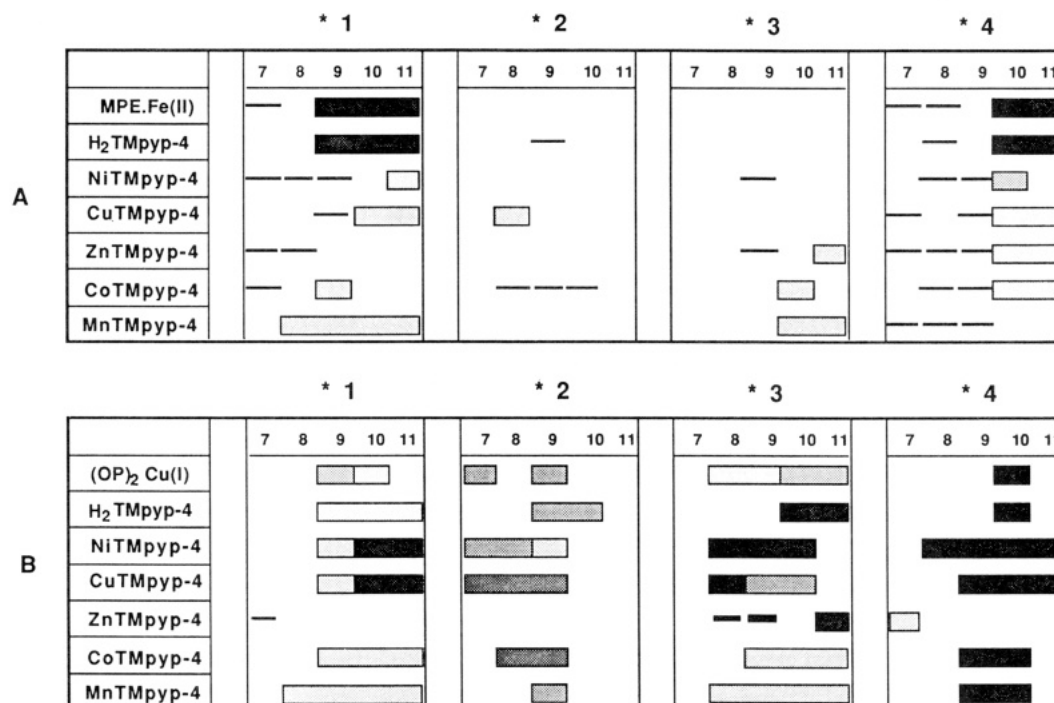 * 1 * 2 * 3 * 4
7 8 9 10 11 7 8 9 10 11 7 8 9 10 11 7 8 9 10 11
A
MPE.Fe(II)
H2TMpyp-4
NiTMpyp-4
CuTMpyp-4
ZnTMpyp-4
CoTMpyp-4
MnTMpyp-4
* 1 * 2 * 3 * 4
7 8 9 10 11 7 8 9 10 11 7 8 9 10 11 7 8 9 10 11
B
(OP)2 Cu(I)
H2TMpyp-4
NiTMpyp-4
CuTMpyp-4
ZnTMpyp-4
CoTMpyp-4
MnTMpyp-4